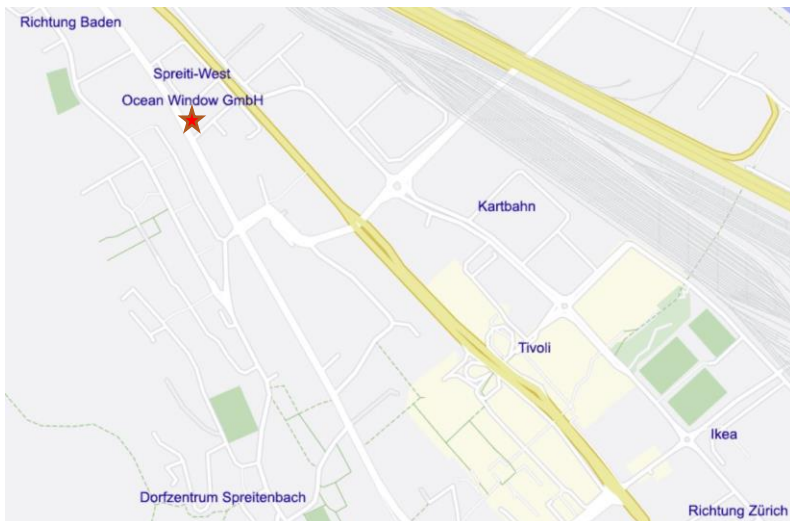 Richtung Baden
Spreiti-West
Ocean Window GmbH
Kartbahn
Tivoli
Ikea
Dorfzentrum Spreitenbach
Richtung Zürich